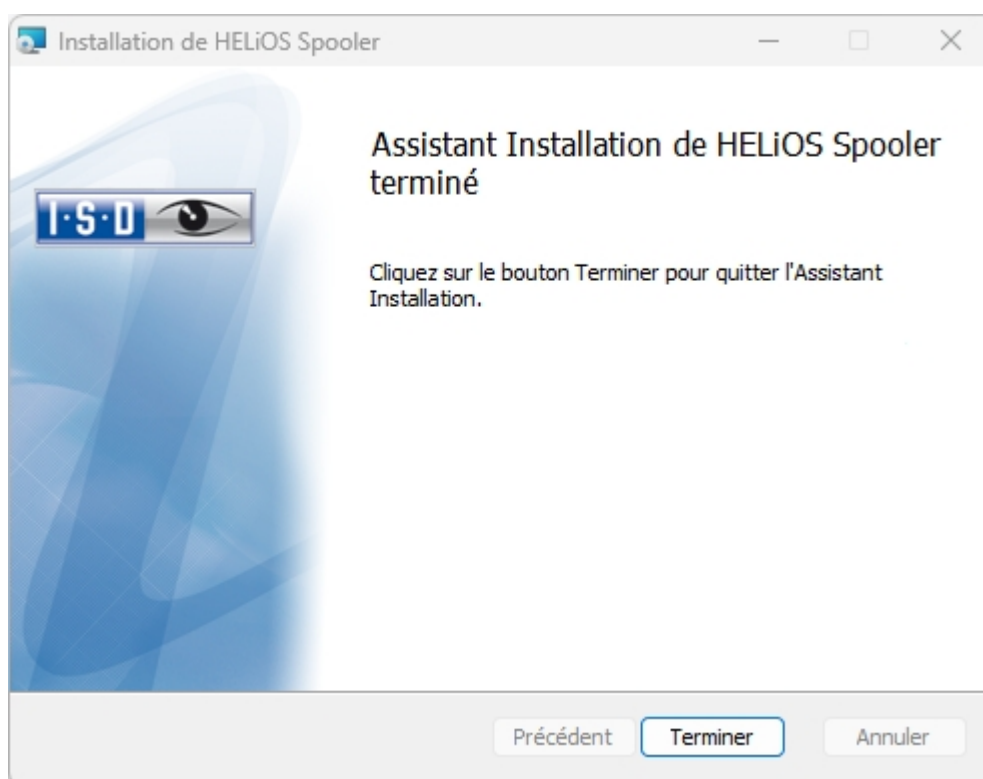 Installation de HELiOS Spooler
I·S·D
Assistant Installation de HELiOS Spooler
terminé
Cliquez sur le bouton Terminer pour quitter l'Assistant
Installation.
Précédent Terminer Annuler